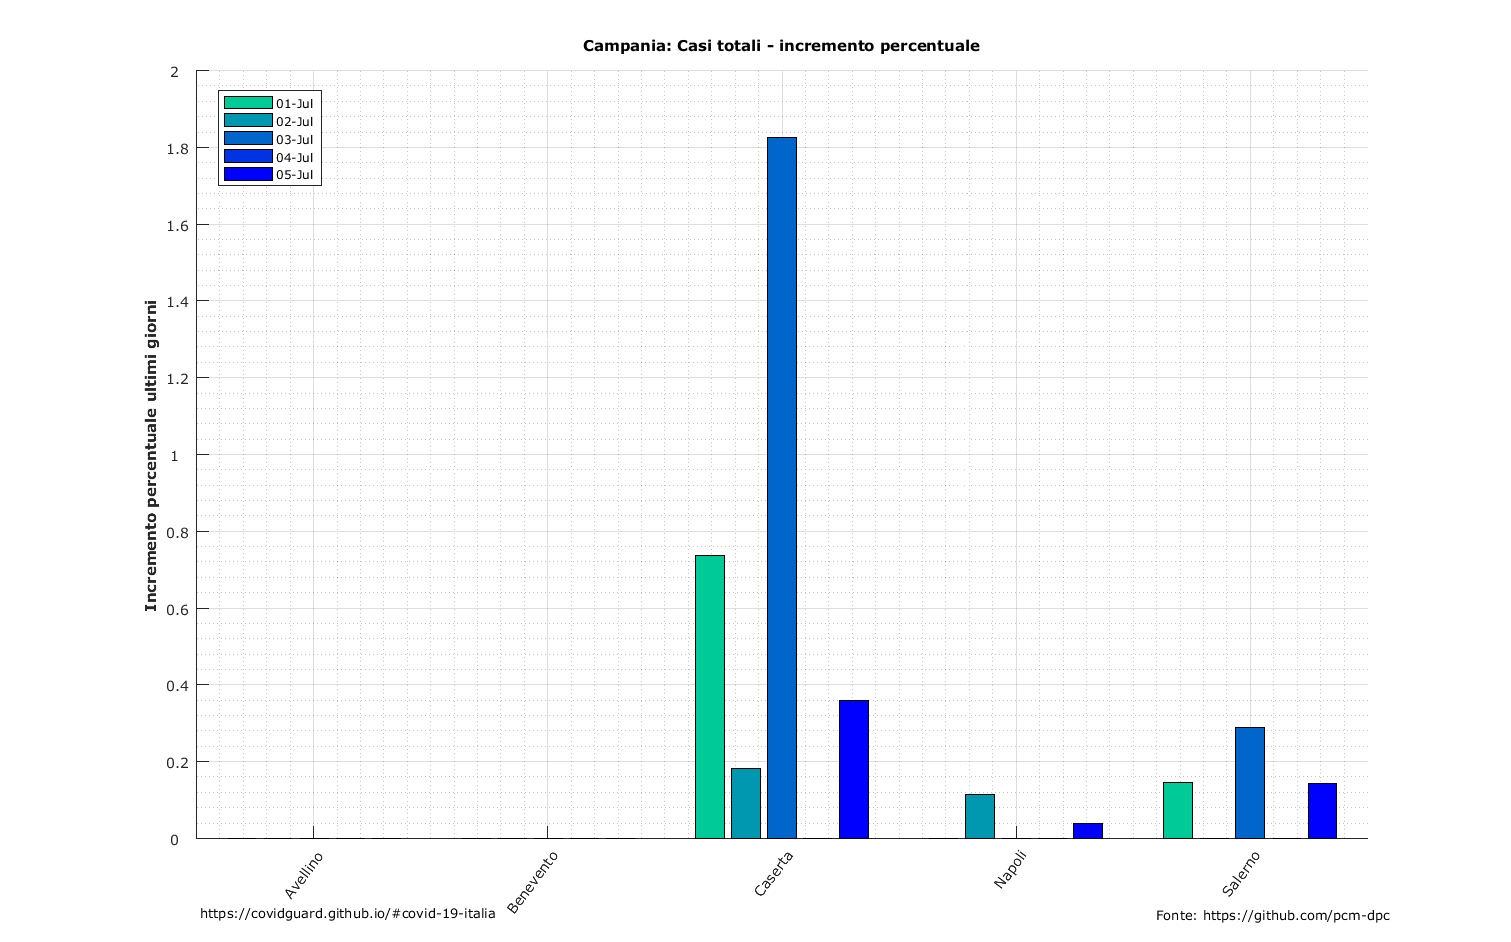 Campania: Casi totali - incremento percentuale
2
1.8
1.6
1.4
1.2
1
0.8
0.6
0.4
0.2
0
Incremento percentuale ultimi giorni
01-Jul
02-Jul
03-Jul
04-Jul
05-Jul
Avellino
Benevento
Caserta
Napoli
Salerno
https://covidguard.github.io/#covid-19-italia
Fonte: https://github.com/pcm-dpc